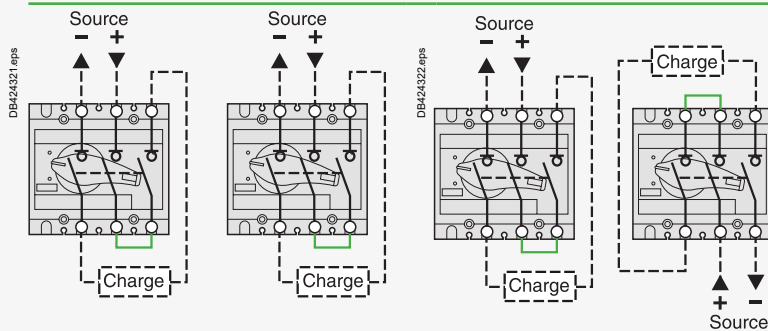 DB424321.eps
Source
– +
Charge
Source
– +
Charge
DB424322.eps
Source
– +
Charge
Charge
+ –
Source